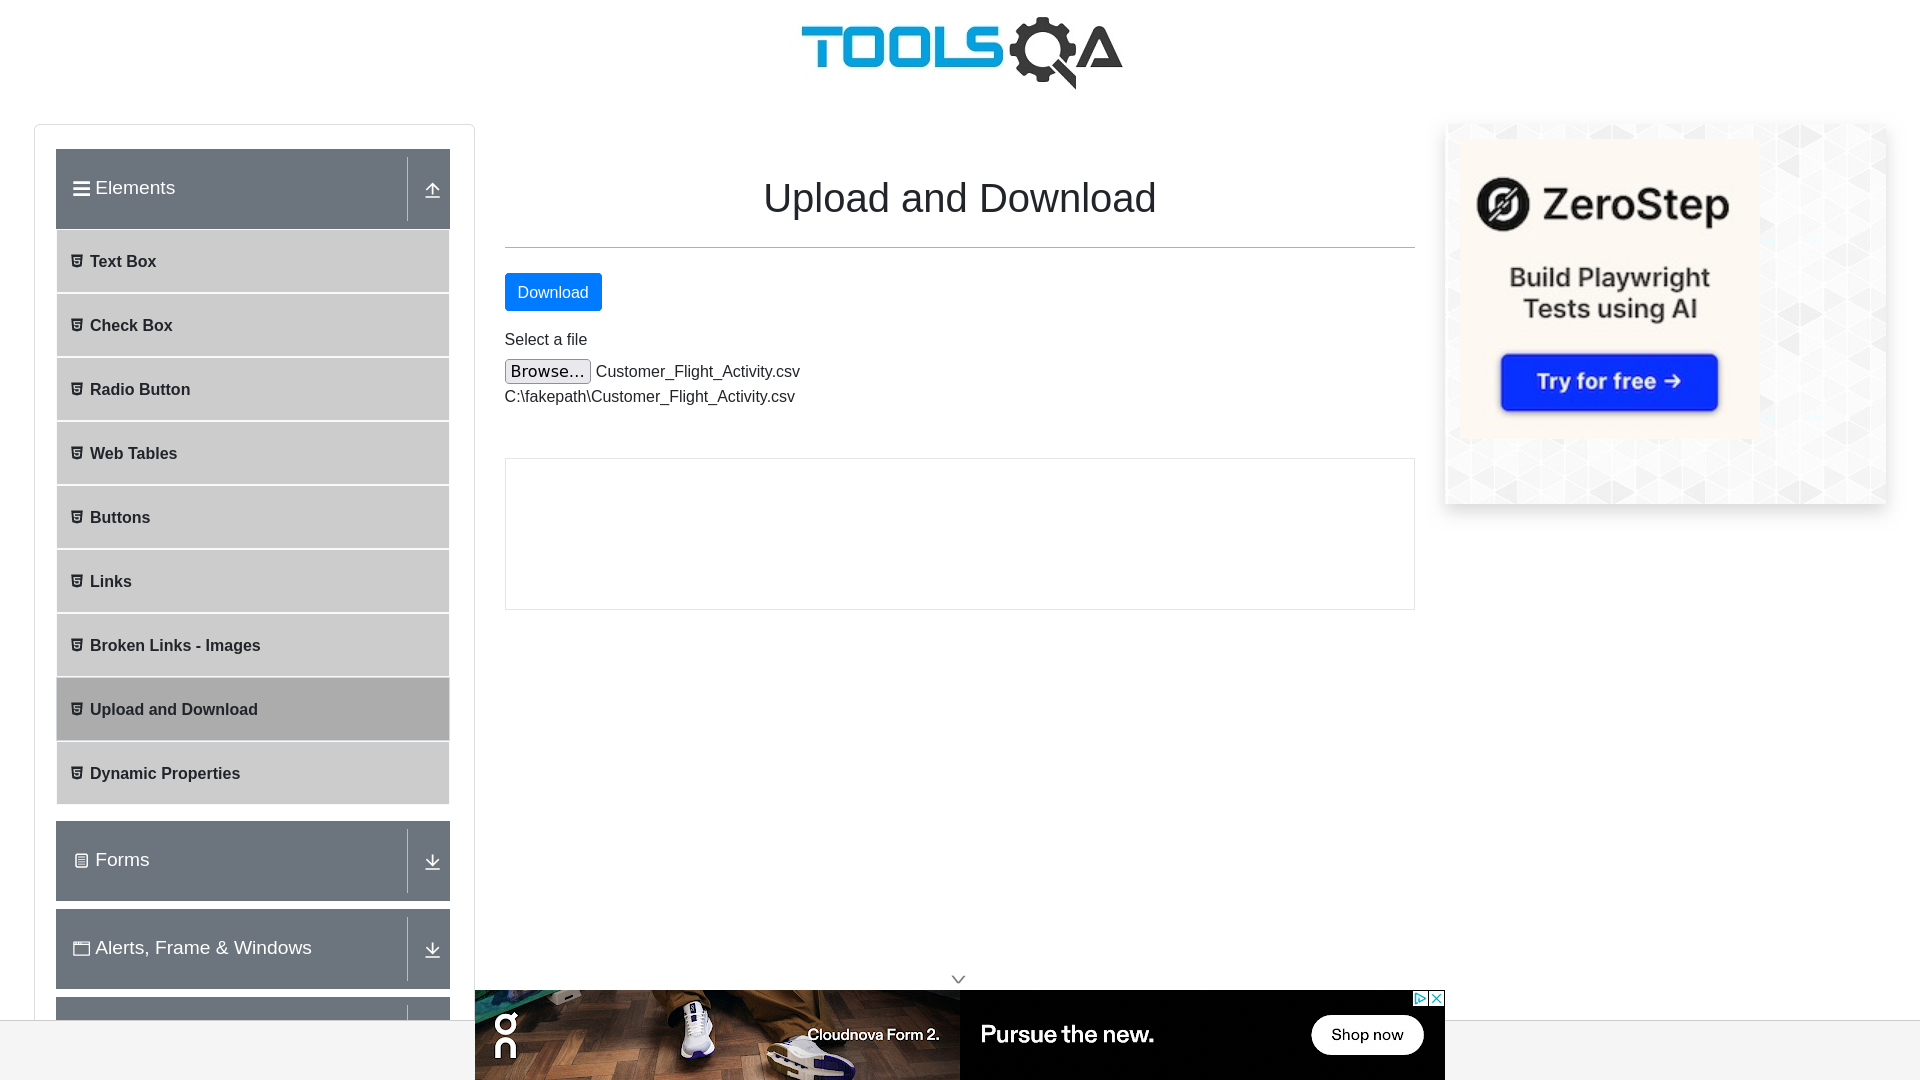 TOOLSQA
Elements
Text Box
Check Box
Radio Button
Web Tables
Buttons
Links
Broken Links - Images
Upload and Download
Dynamic Properties
Forms
Alerts, Frame & Windows
Upload and Download
Download
Select a file
Browse... Customer_Flight_Activity.csv
C:\fakepath\Customer_Flight_Activity.csv
ZeroStep
Build Playwright
Tests using AI
Try for free →
on
Cloudnova Form 2.
Pursue the new.
Shop now